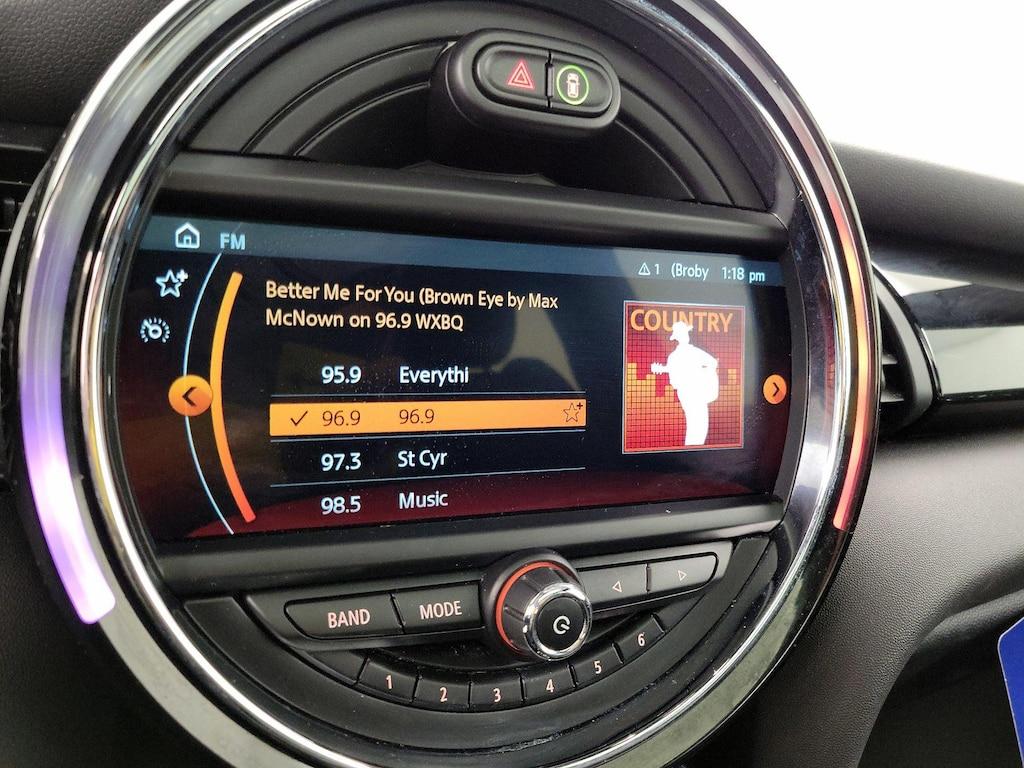 FM
1 (Broby 1:18 pm
Better Me For You (Brown Eye by Max
McNown on 96.9 WXBQ
COUNTRY
95.9 Everythi
96.9 96.9
97.3 St Cyr
98.5 Music
BAND MODE
1 2 3 4 5 6